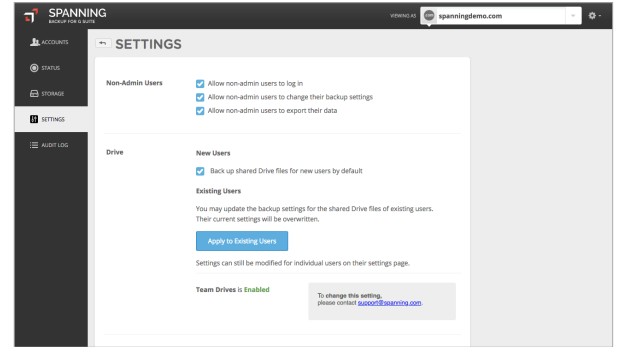 SPANNING
BACKUP FOR G SUITE
VIEWING AS
.com
spanningdemo.com
ACCOUNTS
STATUS
STORAGE
SETTINGS
AUDIT LOG
SETTINGS
Non-Admin Users
Allow non-admin users to log in
Allow non-admin users to change their backup settings
Allow non-admin users to export their data
Drive
New Users
Back up shared Drive files for new users by default
Existing Users
You may update the backup settings for the shared Drive files of existing users.
Their current settings will be overwritten.
Apply to Existing Users
Settings can still be modified for individual users on their settings page.
Team Drives is Enabled
To change this setting,
please contact support@spanning.com.